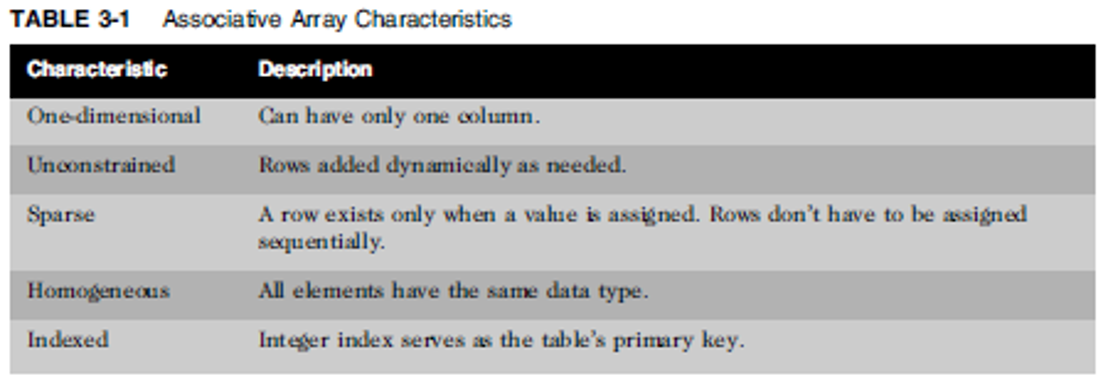 TABLE 3-1 Associative Array Characteristics
Characteristic Description
One-dimensional Can have only one column.
Unconstrained Rows added dynamically as needed.
Sparse A row exists only when a value is assigned. Rows don't have to be assigned
sequentially.
Homogeneous All elements have the same data type.
Indexed Integer index serves as the table's primary key.